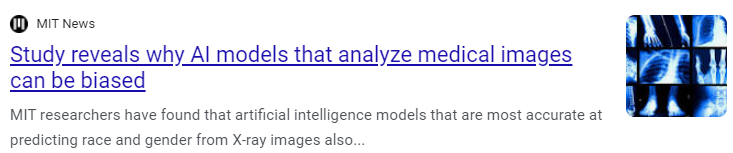 MIT News
Study reveals why AI models that analyze medical images
can be biased
MIT researchers have found that artificial intelligence models that are most accurate at
predicting race and gender from X-ray images also...